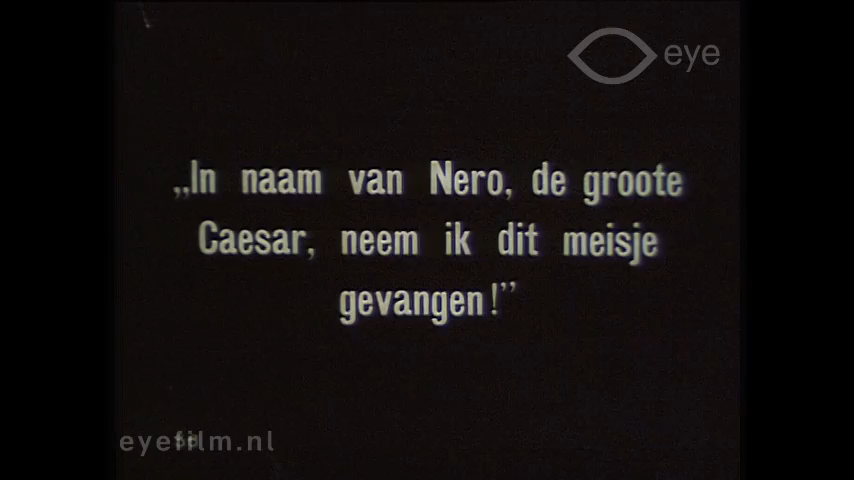 eye
„In naam van Nero, de groote
Caesar, neem ik dit meisje
gevangen!”
eyefilm.nl